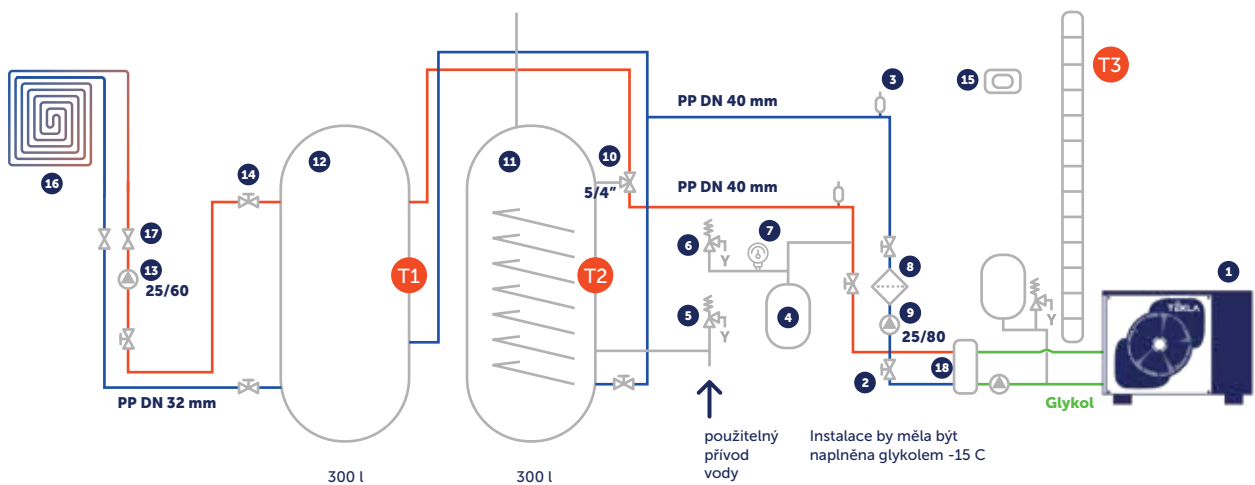 T3
3
15
PP DN 40 mm
12
11
10
14
5/4"
16
PP DN 40 mm
17
6
7
8
1
T1
T2
13
25/60
TEKLA
5
4
9
25/80
2
18
PP DN 32 mm
Glykol
použitelný
přívod
vody
Instalace by měla být
naplněna glykolem -15 C
300 l
300 l
Y
Y
Y